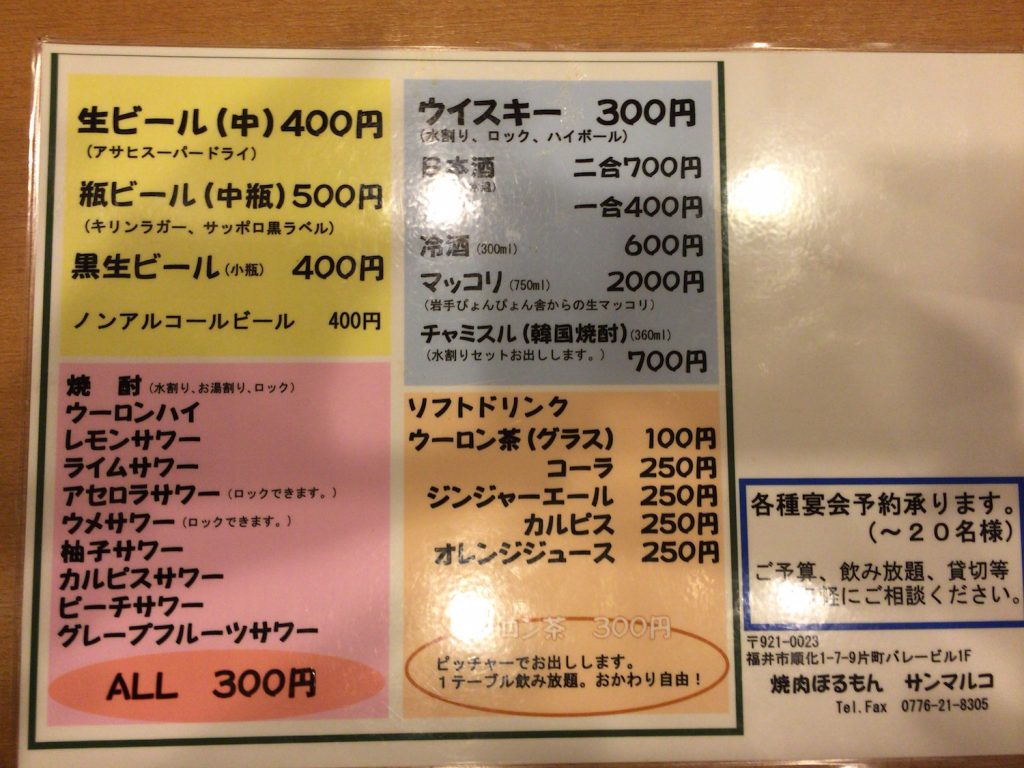 生ビール(中)400円
(アサヒスーパードライ)
瓶ビール(中瓶)500円
(キリンラガー、サッポロ黒ラベル)
黒生ビール(小瓶) 400円
ノンアルコールビール 400円
焼 酎(水割り、お湯割り、ロック)
ウーロンハイ
レモンサワー
ライムサワー
アセロラサワー(ロックできます。)
ウメサワー(ロックできます。)
柚子サワー
カルピスサワー
ピーチサワー
グレープフルーツサワー
ALL 300円
ウイスキー 300円
(水割り、ロック、ハイボール)
日本酒 二合700円
一合400円
冷酒(300ml) 600円
マッコリ(750ml) 2000円
(岩手ぴょんぴょん舎からの生マッコリ)
チャミスル(韓国焼酎)(360ml)
(水割りセットお出しします。) 700円
ソフトドリンク
ウーロン茶(グラス) 100円
コーラ 250円
ジンジャーエール 250円
カルピス 250円
オレンジジュース 250円
ロン茶 300円
ピッチャーでお出しします。
1テーブル飲み放題。おかわり自由!
各種宴会予約承ります。
(~20名様)
ご予算、飲み放題、貸切等
軽にご相談ください。
〒921-0023
福井市順化1-7-9片町バレービル1F
焼肉ほるもん サンマルコ
Tel.Fax 0776-21-8305